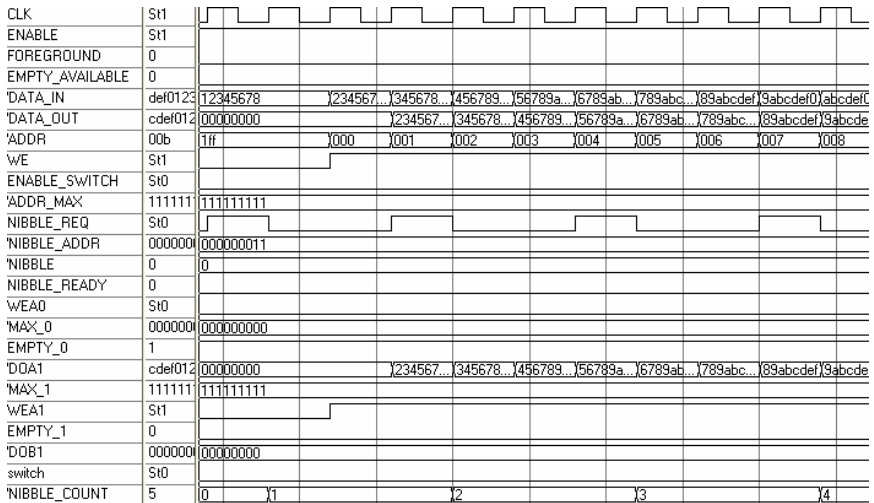 CLK St1
ENABLE St1
FOREGROUND 0
EMPTY_AVAILABLE 0
'DATA_IN def0123 12345678 234567... 345678... 456789... 56789a... 6789ab... 789abc... 89abcdef 9abcdef0 abcdef0
'DATA_OUT cdef012 00000000 234567... 345678... 456789... 56789a... 6789ab... 789abc... 89abcdef 9abcde
'ADDR 00b 1ff 000 001 002 003 004 005 006 007 008
WE St1
ENABLE_SWITCH St0
'ADDR_MAX 1111111 111111111
NIBBLE_REQ St0
'NIBBLE_ADDR 000000 000000011
'NIBBLE 0 0
NIBBLE_READY 0
WEA0 St0
'MAX_0 000000 000000000
EMPTY_0 1
'DOA1 cdef012 00000000 234567... 345678... 456789... 56789a... 6789ab... 789abc... 89abcdef 9abcde
'MAX_1 1111111 111111111
WEA1 St1
EMPTY_1 0
'DOB1 000000 00000000
switch St0
'NIBBLE_COUNT 5 0 1 2 3 4